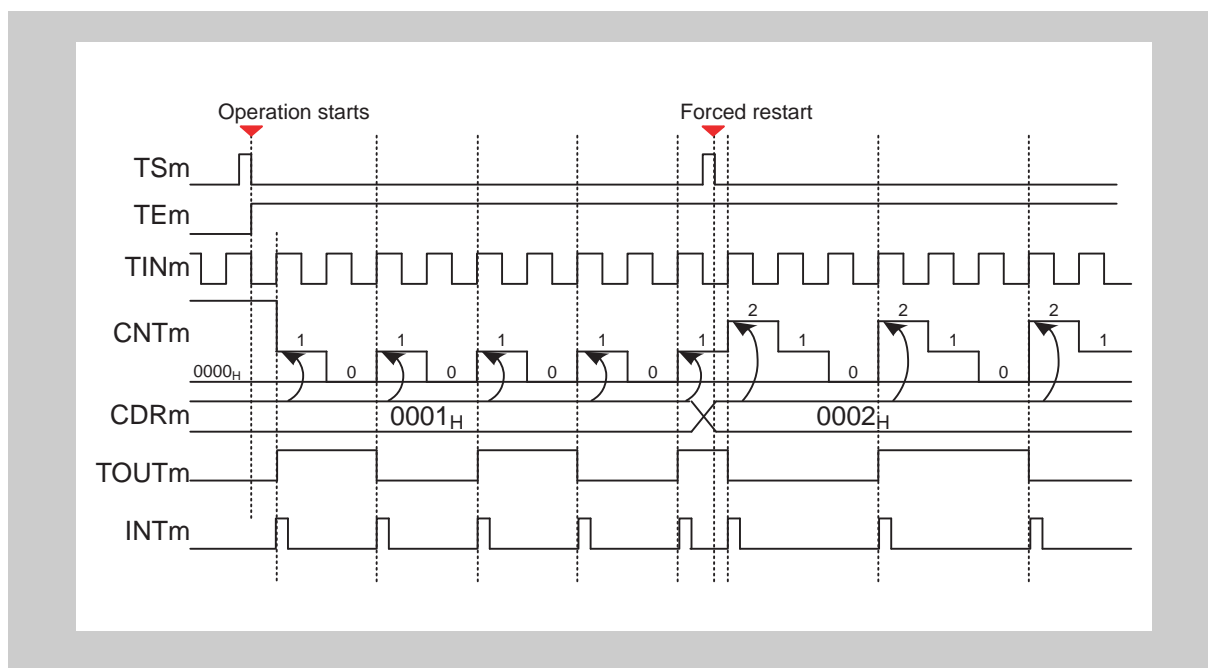 Operation starts Forced restart
TSm
TEm
TINm
2 2 2
CNTm 1 1 1 1 1 1 1 1
0000H 0 0 0 0 0 0
CDRm 0001H 0002H
TOUTm
INTm